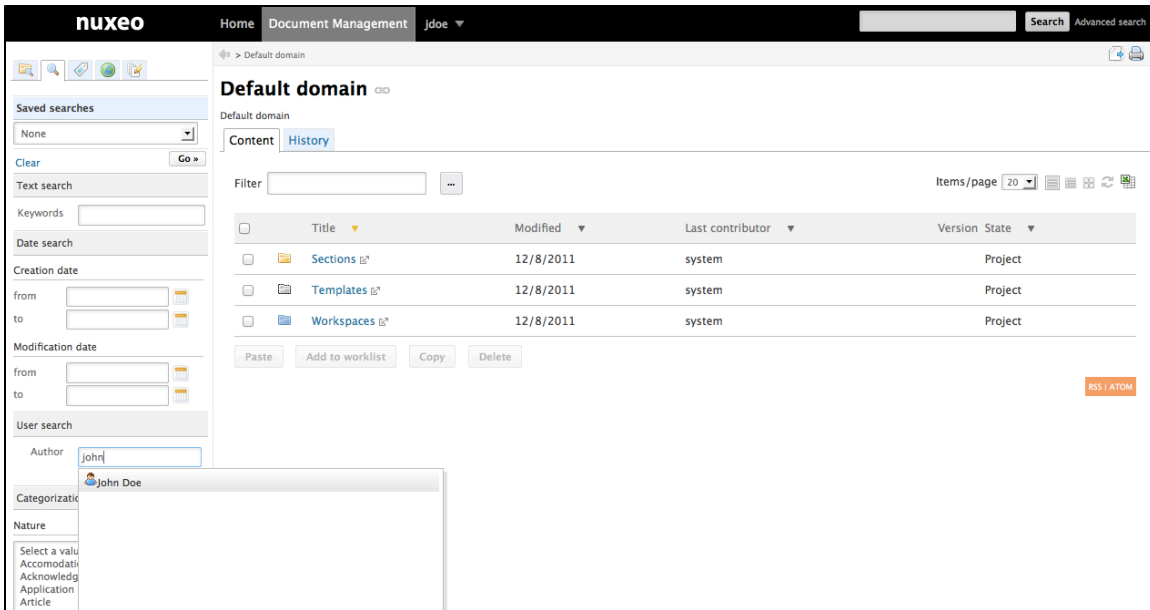 nuxeo
Home Document Management jdoe
Search Advanced search
> Default domain
Saved searches
None
Clear Go »
Text search
Keywords
Date search
Creation date
from
to
Modification date
from
to
User search
Author john
John Doe
Categorizatio
Nature
Select a valu
Accomodati
Acknowledg
Application
Article
Default domain
Default domain
Content History
Filter ... Items/page 20
Title Modified Last contributor Version State
Sections 12/8/2011 system Project
Templates 12/8/2011 system Project
Workspaces 12/8/2011 system Project
Paste Add to worklist Copy Delete
RSS | ATOM